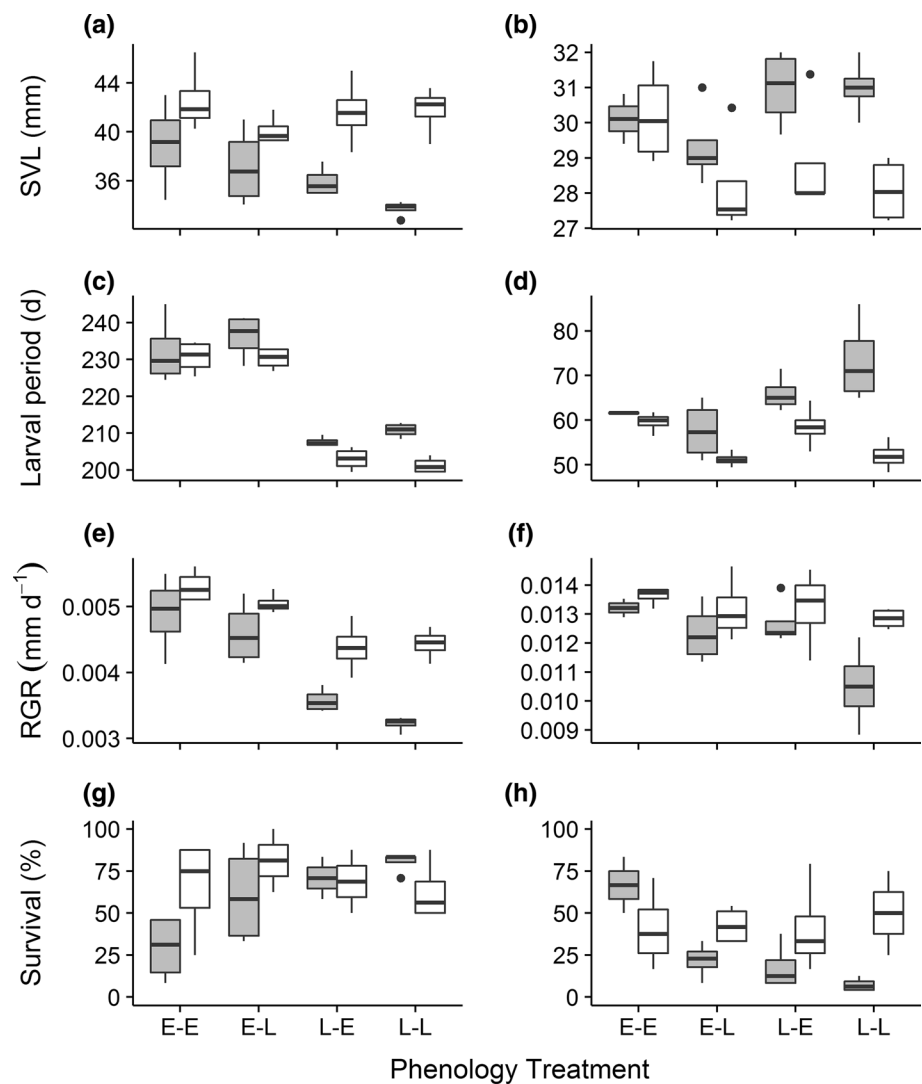 (a)
(b)
SVL (mm)
44
40
36
32
31
30
29
28
27
(c)
(d)
Larval period (d)
240
230
220
210
200
80
70
60
50
(e)
(f)
RGR (mm d⁻¹)
0.005
0.004
0.003
0.014
0.013
0.012
0.011
0.010
0.009
(g)
(h)
Survival (%)
100
75
50
25
0
100
75
50
25
0
E-E E-L L-E L-L
E-E E-L L-E L-L
Phenology Treatment